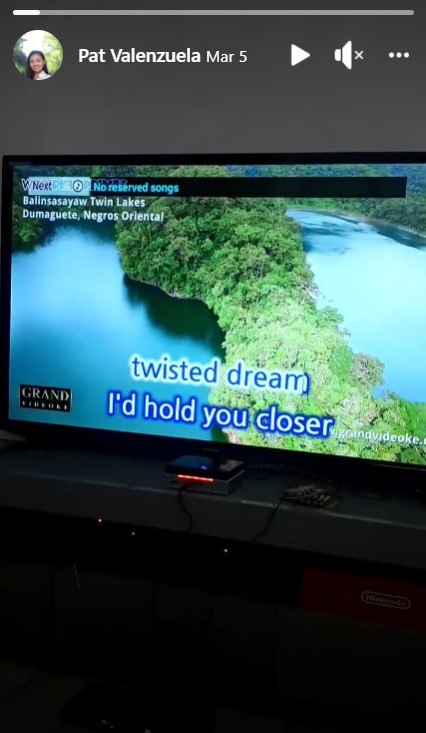 Pat Valenzuela Mar 5
Next
No reserved songs
Balinsasayaw Twin Lakes
Dumaguete, Negros Oriental
twisted dream
I'd hold you closer
GRAND
VIDEOKE
.grandvideoke.c
Nintendo